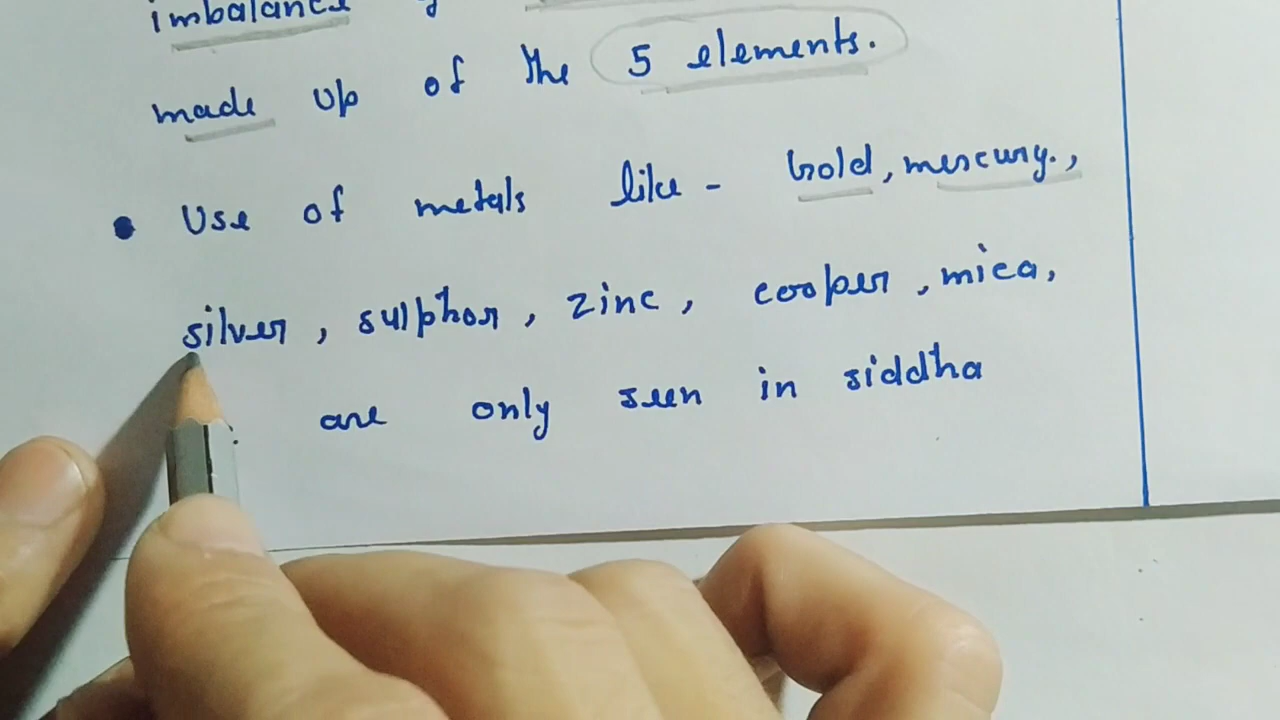 imbalance
made up of the 5 elements.
• Use of metals like - Gold, mercury.,
silver, sulphor, zinc, cooper, mica,
are only seen in siddha